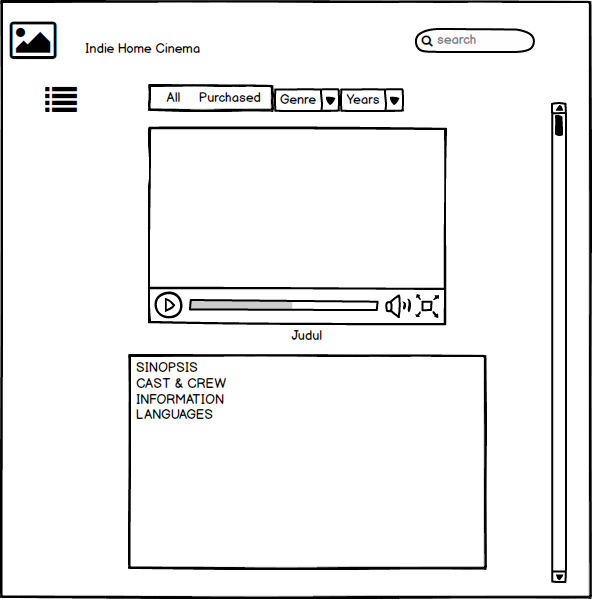 Indie Home Cinema
search
All Purchased Genre Years
Judul
SINOPSIS
CAST & CREW
INFORMATION
LANGUAGES